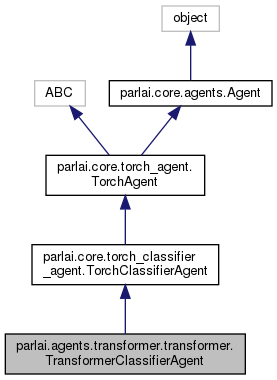 object
ABC
parlai.core.agents.Agent
parlai.core.torch_agent.
TorchAgent
parlai.core.torch_classifier
_agent.TorchClassifierAgent
parlai.agents.transformer.transformer.
TransformerClassifierAgent